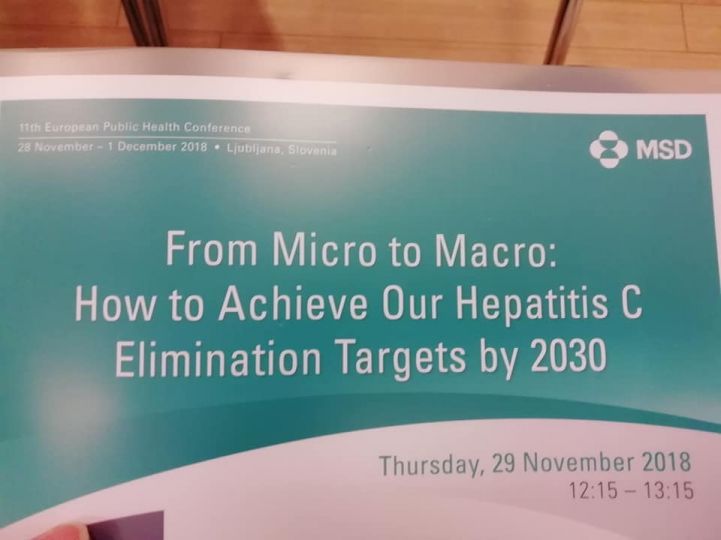 11th European Public Health Conference
28 November – 1 December 2018 • Ljubljana, Slovenia
MSD
From Micro to Macro:
How to Achieve Our Hepatitis C
Elimination Targets by 2030
Thursday, 29 November 2018
12:15 – 13:15